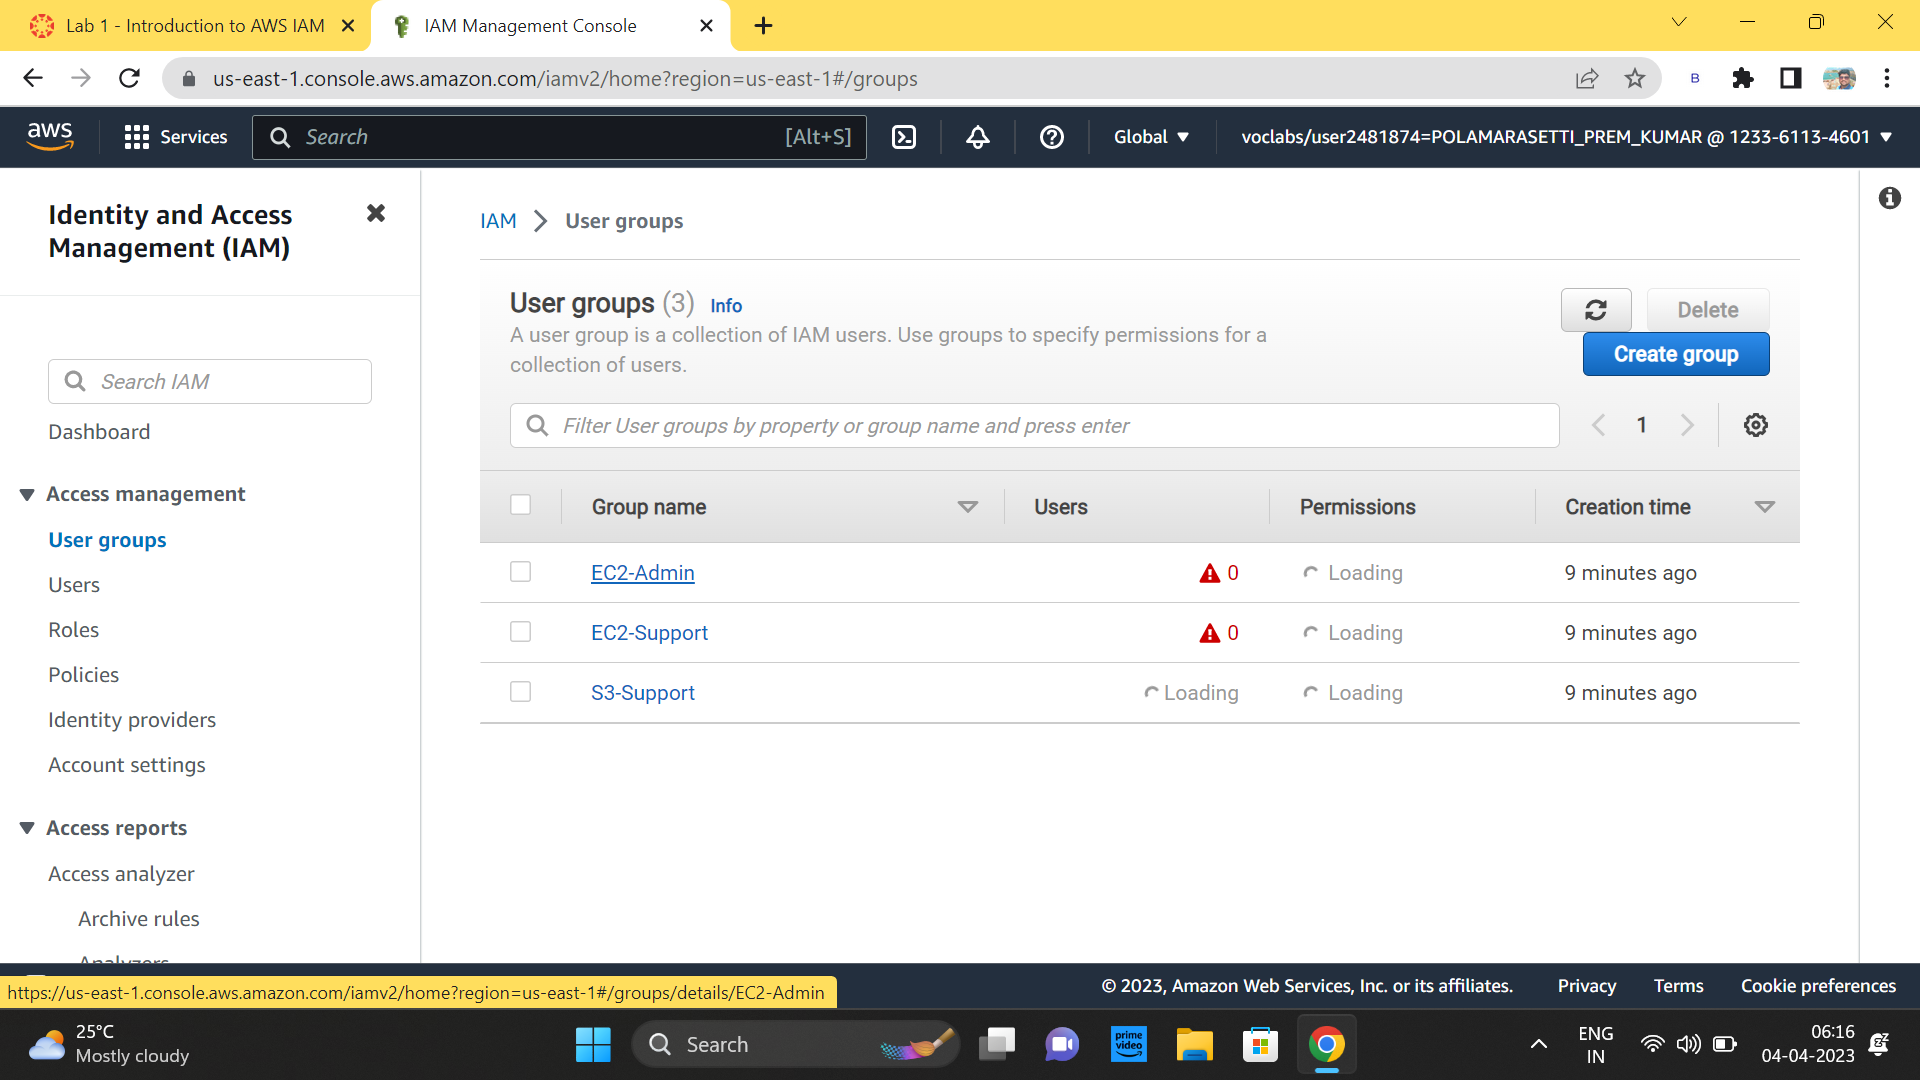 Lab 1 - Introduction to AWS IAM
IAM Management Console
us-east-1.console.aws.amazon.com/iamv2/home?region=us-east-1#/groups
B
aws
Services
Search
[Alt+S]
Global
voclabs/user2481874=POLAMARASETTI_PREM_KUMAR @ 1233-6113-4601
Identity and Access
Management (IAM)
Search IAM
Dashboard
Access management
User groups
Users
Roles
Policies
Identity providers
Account settings
Access reports
Access analyzer
Archive rules
Analyzers
IAM > User groups
User groups (3) Info
A user group is a collection of IAM users. Use groups to specify permissions for a
collection of users.
Delete
Create group
Filter User groups by property or group name and press enter
1
Group name Users Permissions Creation time
EC2-Admin 0 Loading 9 minutes ago
EC2-Support 0 Loading 9 minutes ago
S3-Support Loading Loading 9 minutes ago
https://us-east-1.console.aws.amazon.com/iamv2/home?region=us-east-1#/groups/details/EC2-Admin
© 2023, Amazon Web Services, Inc. or its affiliates. Privacy Terms Cookie preferences
25°C
Mostly cloudy
Search
prime
video
ENG
IN
06:16
04-04-2023